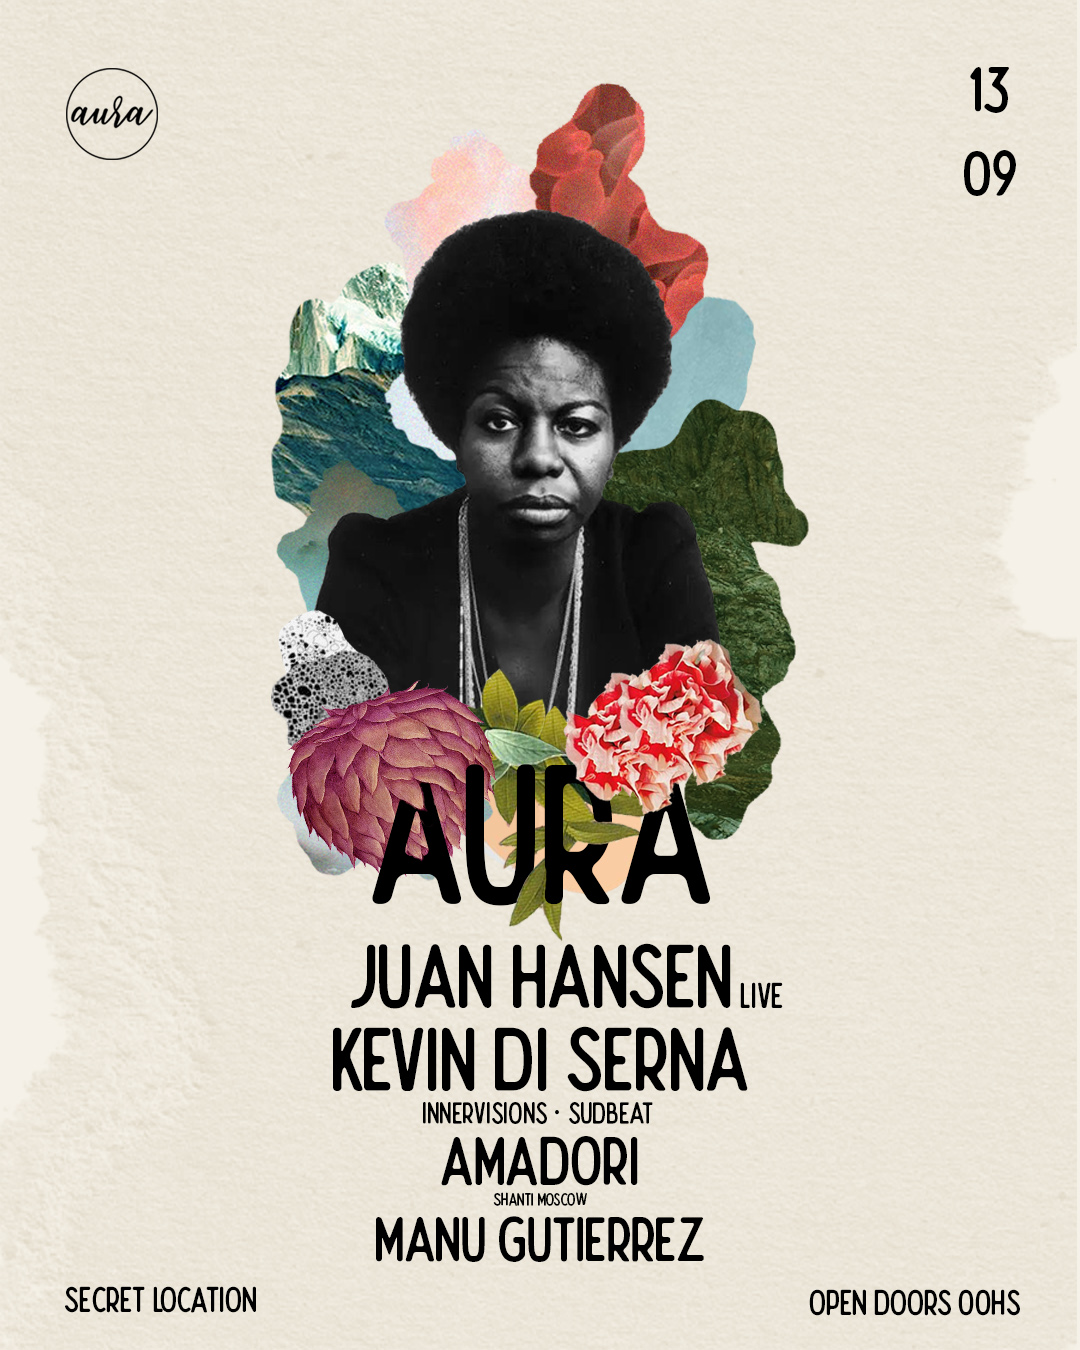 aura
13
09
AURA
JUAN HANSEN LIVE
KEVIN DI SERNA
INNERVISIONS · SUDBEAT
AMADORI
SHANTI MOSCOW
MANU GUTIERREZ
SECRET LOCATION
OPEN DOORS 00HS